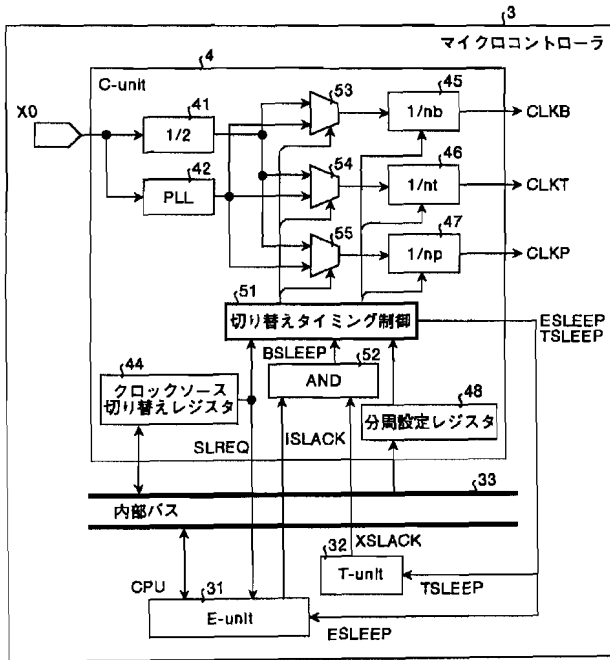 3
マイクロコントローラ
4
C-unit
X0
41
1/2
42
PLL
53
54
55
45
1/nb
CLKB
46
1/nt
CLKT
47
1/np
CLKP
51
切り替えタイミング制御
ESLEEP
TSLEEP
BSLEEP
52
AND
44
クロックソース
切り替えレジスタ
48
分周設定レジスタ
SLREQ
ISLACK
33
内部バス
XSLACK
32
T-unit
TSLEEP
CPU
31
E-unit
ESLEEP